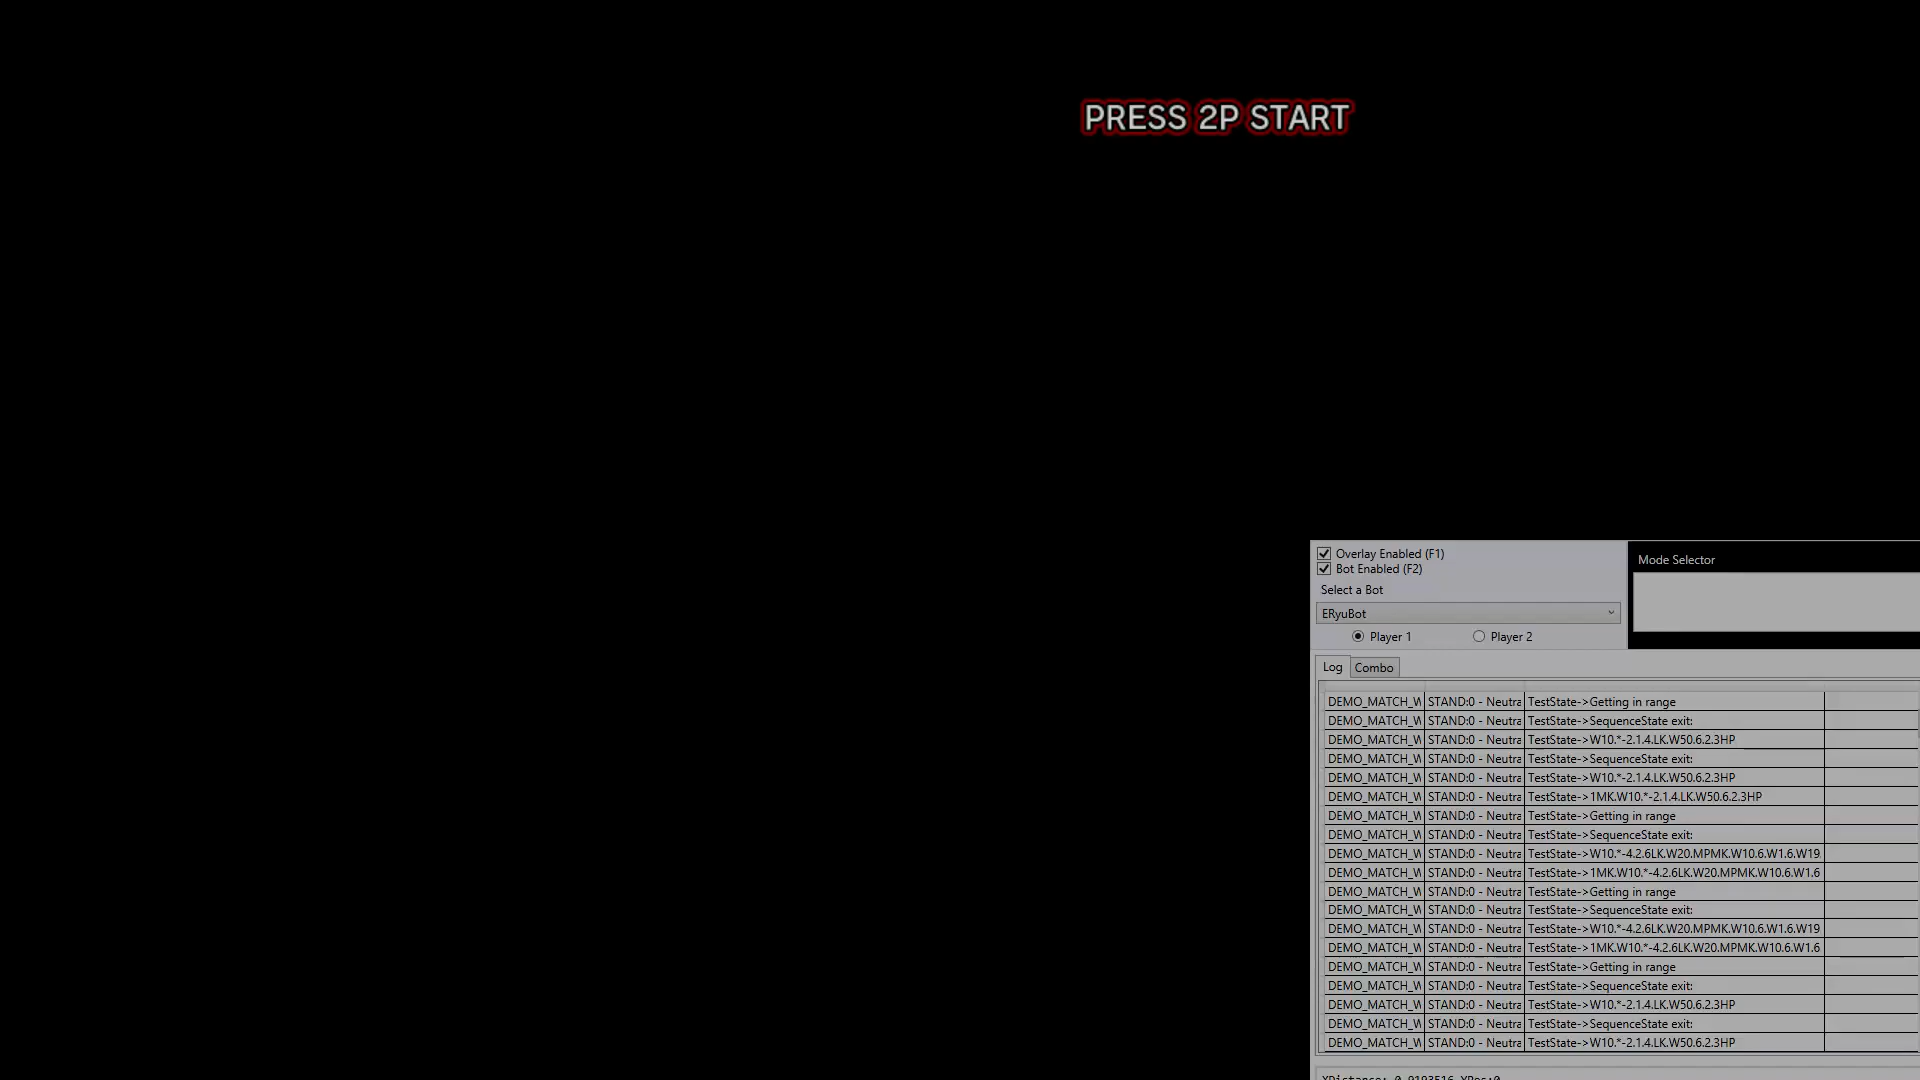 PRESS 2P START
Overlay Enabled (F1)
Bot Enabled (F2)
Mode Selector
Select a Bot
ERyuBot
Player 1 Player 2
Log Combo
DEMO_MATCH_W STAND:0 - Neutra TestState->Getting in range
DEMO_MATCH_W STAND:0 - Neutra TestState->SequenceState exit:
DEMO_MATCH_W STAND:0 - Neutra TestState->W10.*-2.1.4.LK.W50.6.2.3HP
DEMO_MATCH_W STAND:0 - Neutra TestState->SequenceState exit:
DEMO_MATCH_W STAND:0 - Neutra TestState->W10.*-2.1.4.LK.W50.6.2.3HP
DEMO_MATCH_W STAND:0 - Neutra TestState->1MK.W10.*-2.1.4.LK.W50.6.2.3HP
DEMO_MATCH_W STAND:0 - Neutra TestState->Getting in range
DEMO_MATCH_W STAND:0 - Neutra TestState->SequenceState exit:
DEMO_MATCH_W STAND:0 - Neutra TestState->W10.*-4.2.6LK.W20.MPMK.W10.6.W1.6.W19
DEMO_MATCH_W STAND:0 - Neutra TestState->1MK.W10.*-4.2.6LK.W20.MPMK.W10.6.W1.6
DEMO_MATCH_W STAND:0 - Neutra TestState->Getting in range
DEMO_MATCH_W STAND:0 - Neutra TestState->SequenceState exit:
DEMO_MATCH_W STAND:0 - Neutra TestState->W10.*-4.2.6LK.W20.MPMK.W10.6.W1.6.W19
DEMO_MATCH_W STAND:0 - Neutra TestState->1MK.W10.*-4.2.6LK.W20.MPMK.W10.6.W1.6
DEMO_MATCH_W STAND:0 - Neutra TestState->Getting in range
DEMO_MATCH_W STAND:0 - Neutra TestState->SequenceState exit:
DEMO_MATCH_W STAND:0 - Neutra TestState->W10.*-2.1.4.LK.W50.6.2.3HP
DEMO_MATCH_W STAND:0 - Neutra TestState->SequenceState exit:
DEMO_MATCH_W STAND:0 - Neutra TestState->W10.*-2.1.4.LK.W50.6.2.3HP